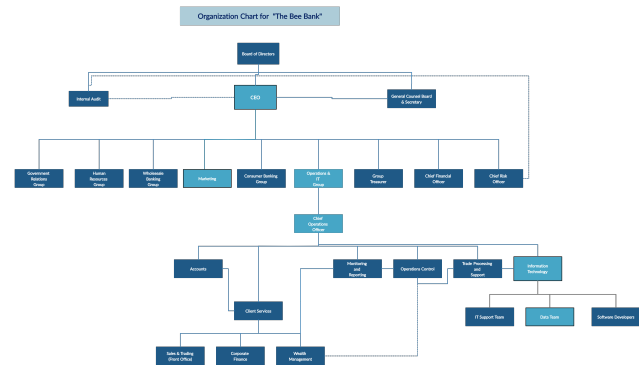 Organization Chart for "The Bee Bank"
Board of Directors
Internal Audit
CEO
General Counsel Board
& Secretary
Government
Relations
Group
Human
Resources
Group
Wholesale
Banking
Group
Marketing
Consumer Banking
Group
Operations &
IT
Group
Group
Treasurer
Chief Financial
Officer
Chief Risk
Officer
Chief
Operations
Officer
Accounts
Monitoring
and
Reporting
Operations Control
Trade Processing
and
Support
Information
Technology
Client Services
IT Support Team
Data Team
Software Developers
Sales & Trading
(Front Office)
Corporate
Finance
Wealth
Management